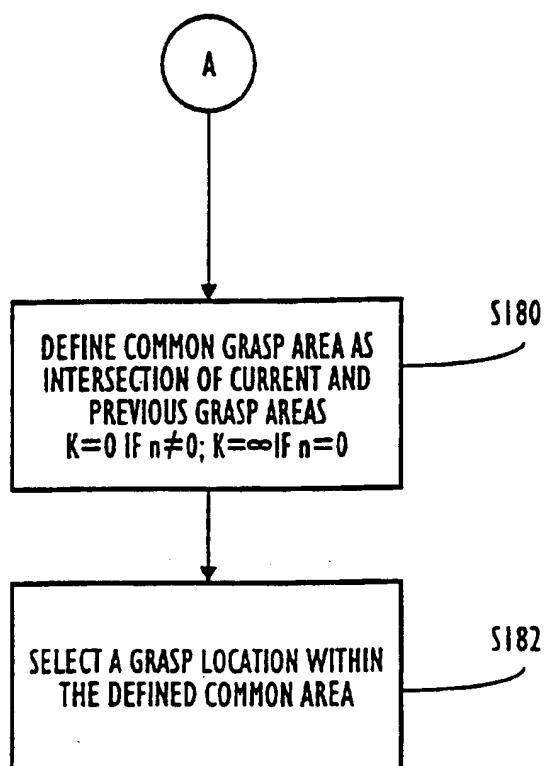 A
S180
DEFINE COMMON GRASP AREA AS
INTERSECTION OF CURRENT AND
PREVIOUS GRASP AREAS
K=0 IF n≠0; K=∞ IF n=0
S182
SELECT A GRASP LOCATION WITHIN
THE DEFINED COMMON AREA